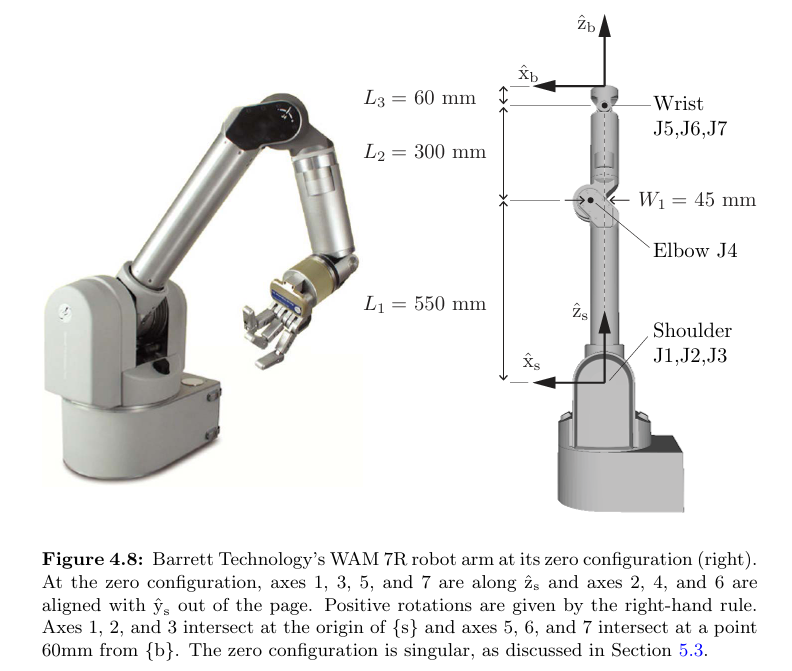 ẑb
x̂b
L3 = 60 mm
Wrist
J5,J6,J7
L2 = 300 mm
W1 = 45 mm
Elbow J4
L1 = 550 mm
ẑs
Shoulder
J1,J2,J3
x̂s
Figure 4.8: Barrett Technology's WAM 7R robot arm at its zero configuration (right).
At the zero configuration, axes 1, 3, 5, and 7 are along ẑs and axes 2, 4, and 6 are
aligned with ŷs out of the page. Positive rotations are given by the right-hand rule.
Axes 1, 2, and 3 intersect at the origin of {s} and axes 5, 6, and 7 intersect at a point
60mm from {b}. The zero configuration is singular, as discussed in Section 5.3.